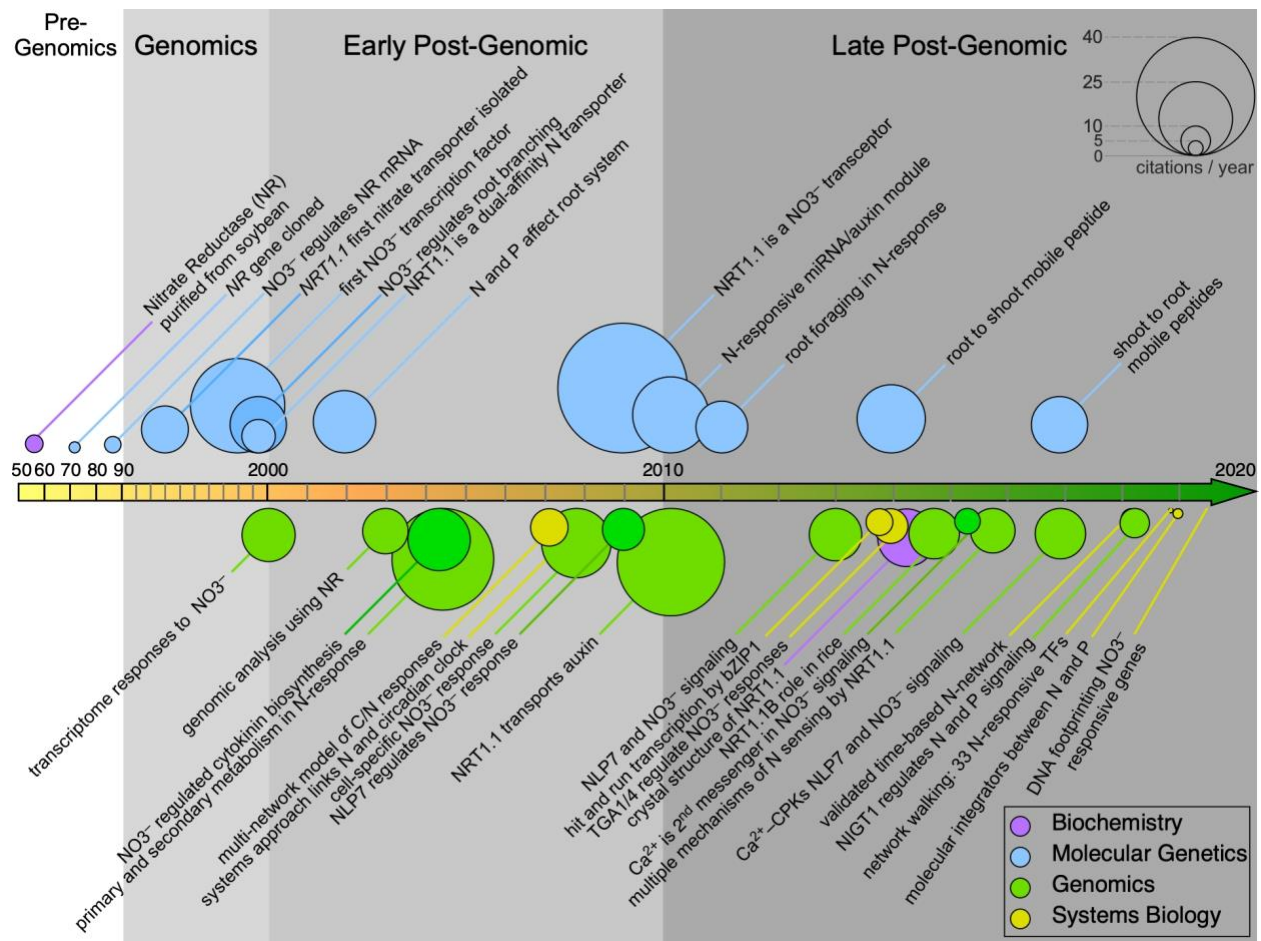 Pre-
Genomics
Genomics
Early Post-Genomic
Late Post-Genomic
40
25
10
5
0
citations / year
Nitrate Reductase (NR)
purified from soybean
NR gene cloned
NO3⁻ regulates NR mRNA
NRT1.1 first nitrate transporter isolated
first NO3⁻ transcription factor
NO3⁻ regulates root branching
NRT1.1 is a dual-affinity N transporter
N and P affect root system
NRT1.1 is a NO3⁻ transceptor
N-responsive miRNA/auxin module
root foraging in N-response
root to shoot mobile peptide
shoot to root
mobile peptides
50 60 70 80 90 2000 2010 2020
transcriptome responses to NO3⁻
genomic analysis using NR
NO3⁻ regulated cytokinin biosynthesis
primary and secondary metabolism in N-response
multi-network model of C/N responses
systems approach links N and circadian clock
cell-specific NO3⁻ response
NLP7 regulates NO3⁻ response
NRT1.1 transports auxin
NLP7 and NO3⁻ signaling
hit and run transcription by bZIP1
TGA1/4 regulate NO3⁻ responses
crystal structure of NRT1.1
NRT1.1B role in rice
Ca²⁺ is 2ⁿᵈ messenger in NO3⁻ signaling
multiple mechanisms of N sensing by NRT1.1
Ca²⁺–CPKs NLP7 and NO3⁻ signaling
validated time-based N-network
NIGT1 regulates N and P signaling
network walking: 33 N-responsive TFs
molecular integrators between N and P
DNA footprinting NO3⁻
responsive genes
Biochemistry
Molecular Genetics
Genomics
Systems Biology